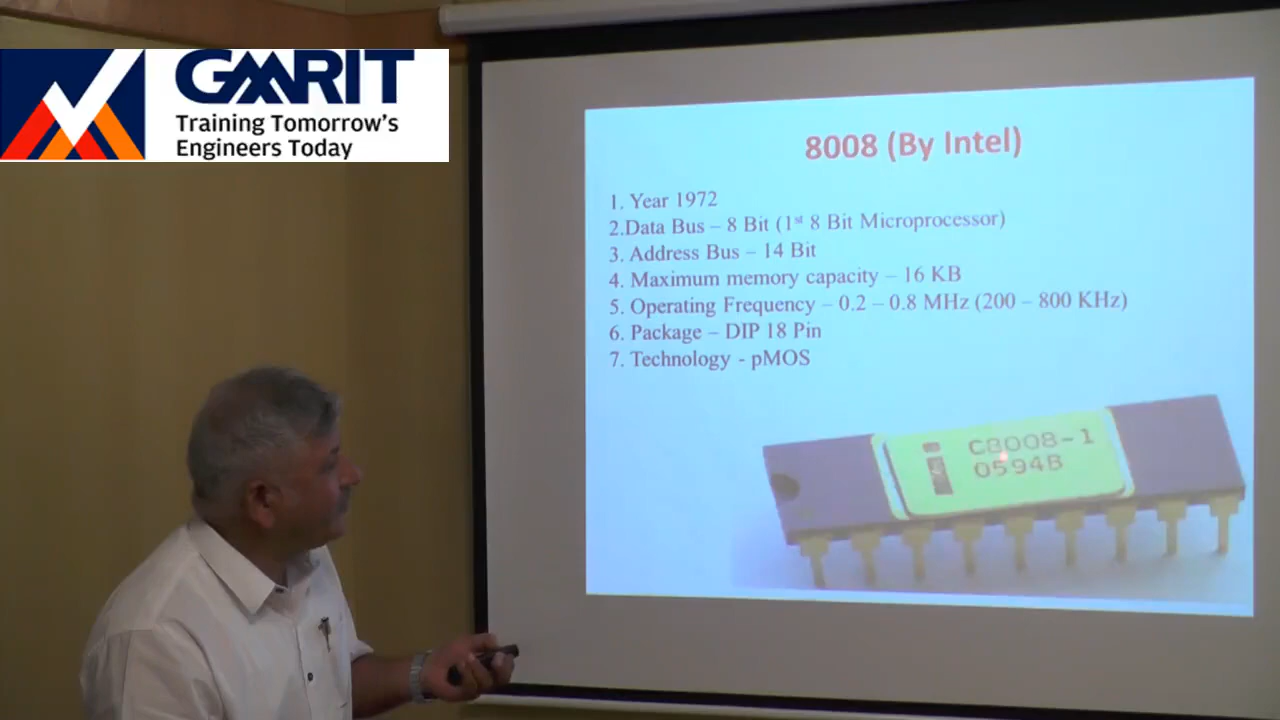 GMRIT
Training Tomorrow's
Engineers Today
8008 (By Intel)
1. Year 1972
2.Data Bus – 8 Bit (1st 8 Bit Microprocessor)
3. Address Bus – 14 Bit
4. Maximum memory capacity – 16 KB
5. Operating Frequency – 0.2 – 0.8 MHz (200 – 800 KHz)
6. Package – DIP 18 Pin
7. Technology - pMOS
C8008-1
0594B